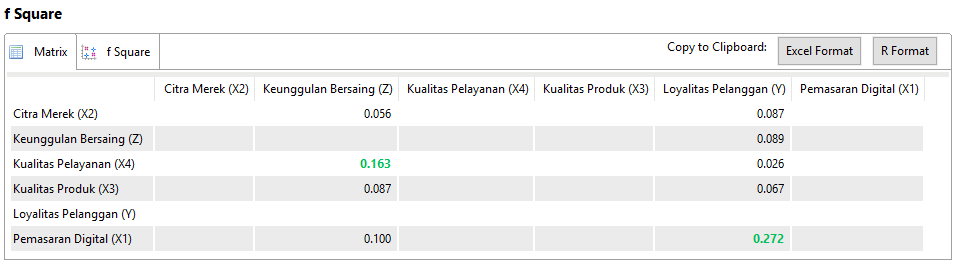 f Square
Matrix f Square Copy to Clipboard: Excel Format R Format
Citra Merek (X2) Keunggulan Bersaing (Z) Kualitas Pelayanan (X4) Kualitas Produk (X3) Loyalitas Pelanggan (Y) Pemasaran Digital (X1)
Citra Merek (X2) 0.056 0.087
Keunggulan Bersaing (Z) 0.089
Kualitas Pelayanan (X4) 0.163 0.026
Kualitas Produk (X3) 0.087 0.067
Loyalitas Pelanggan (Y)
Pemasaran Digital (X1) 0.100 0.272